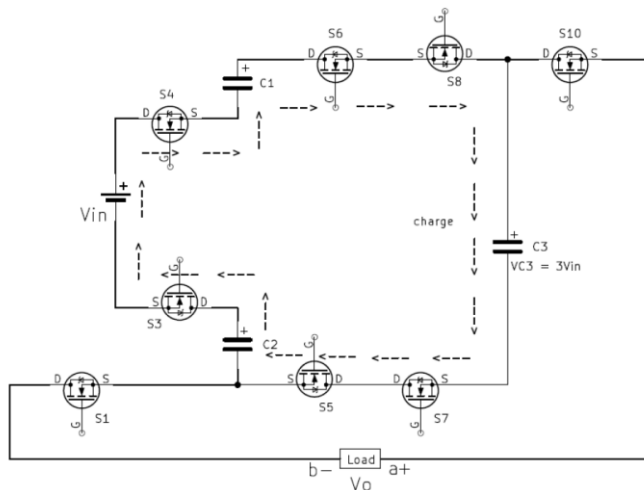 G
S6
S8
S10
D
S
D
S
D
S
+
C1
G
G
S4
D
S
G
+
Vin
charge
+
C3
VC3 = 3Vin
G
S
D
S3
+
C2
G
D
S
S
D
D
S
S1
S5
S7
G
G
b-
Load
a+
Vo